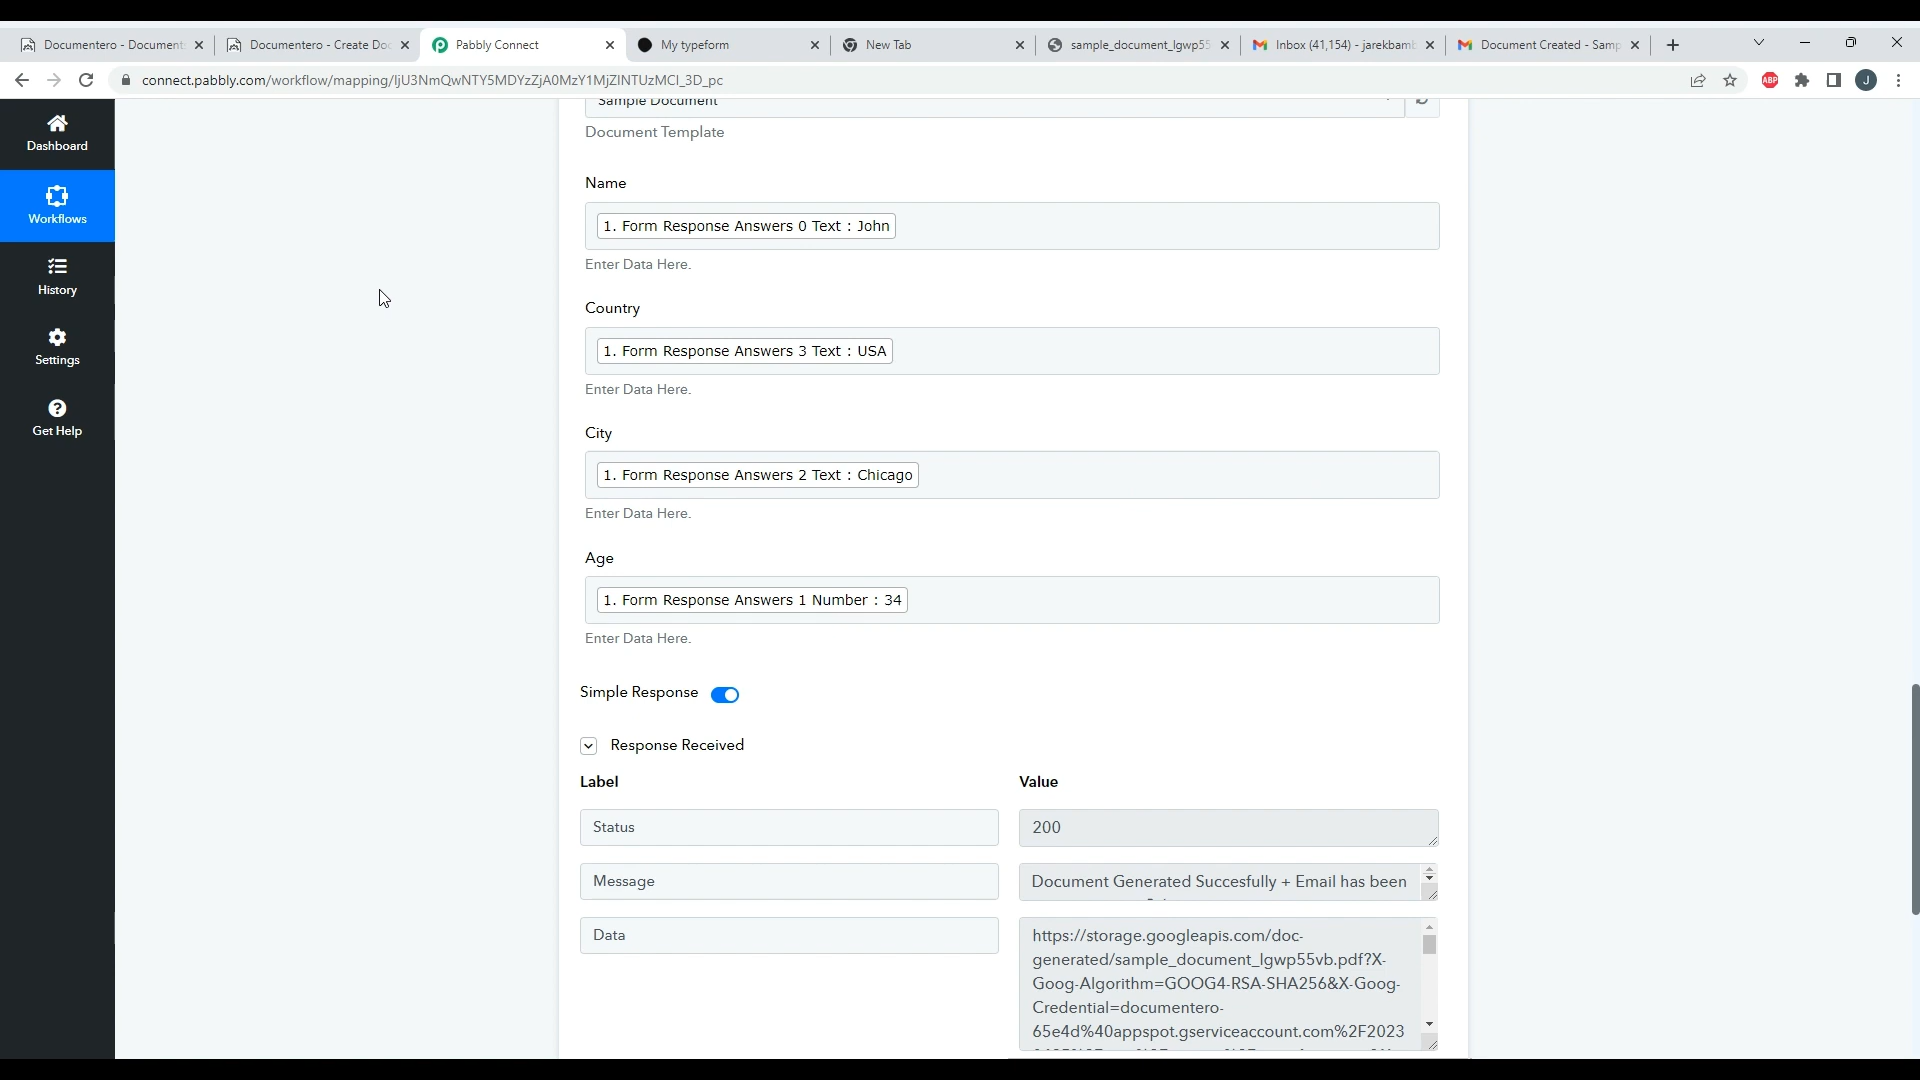 Documentero - Document
Documentero - Create Doc
Pabbly Connect
My typeform
New Tab
sample_document_lgwp55
Inbox (41,154) - jarekbamb
Document Created - Samp
connect.pabbly.com/workflow/mapping/IjU3NmQwNTY5MDYzZjA0MzY1MjZlNTUzMCI_3D_pc
ABP
J
Dashboard
Workflows
History
Settings
Get Help
Sample Document
Document Template
Name
1. Form Response Answers 0 Text : John
Enter Data Here.
Country
1. Form Response Answers 3 Text : USA
Enter Data Here.
City
1. Form Response Answers 2 Text : Chicago
Enter Data Here.
Age
1. Form Response Answers 1 Number : 34
Enter Data Here.
Simple Response
Response Received
Label Value
Status 200
Message Document Generated Succesfully + Email has been
Data https://storage.googleapis.com/doc-
generated/sample_document_lgwp55vb.pdf?X-
Goog-Algorithm=GOOG4-RSA-SHA256&X-Goog-
Credential=documentero-
65e4d%40appspot.gserviceaccount.com%2F2023